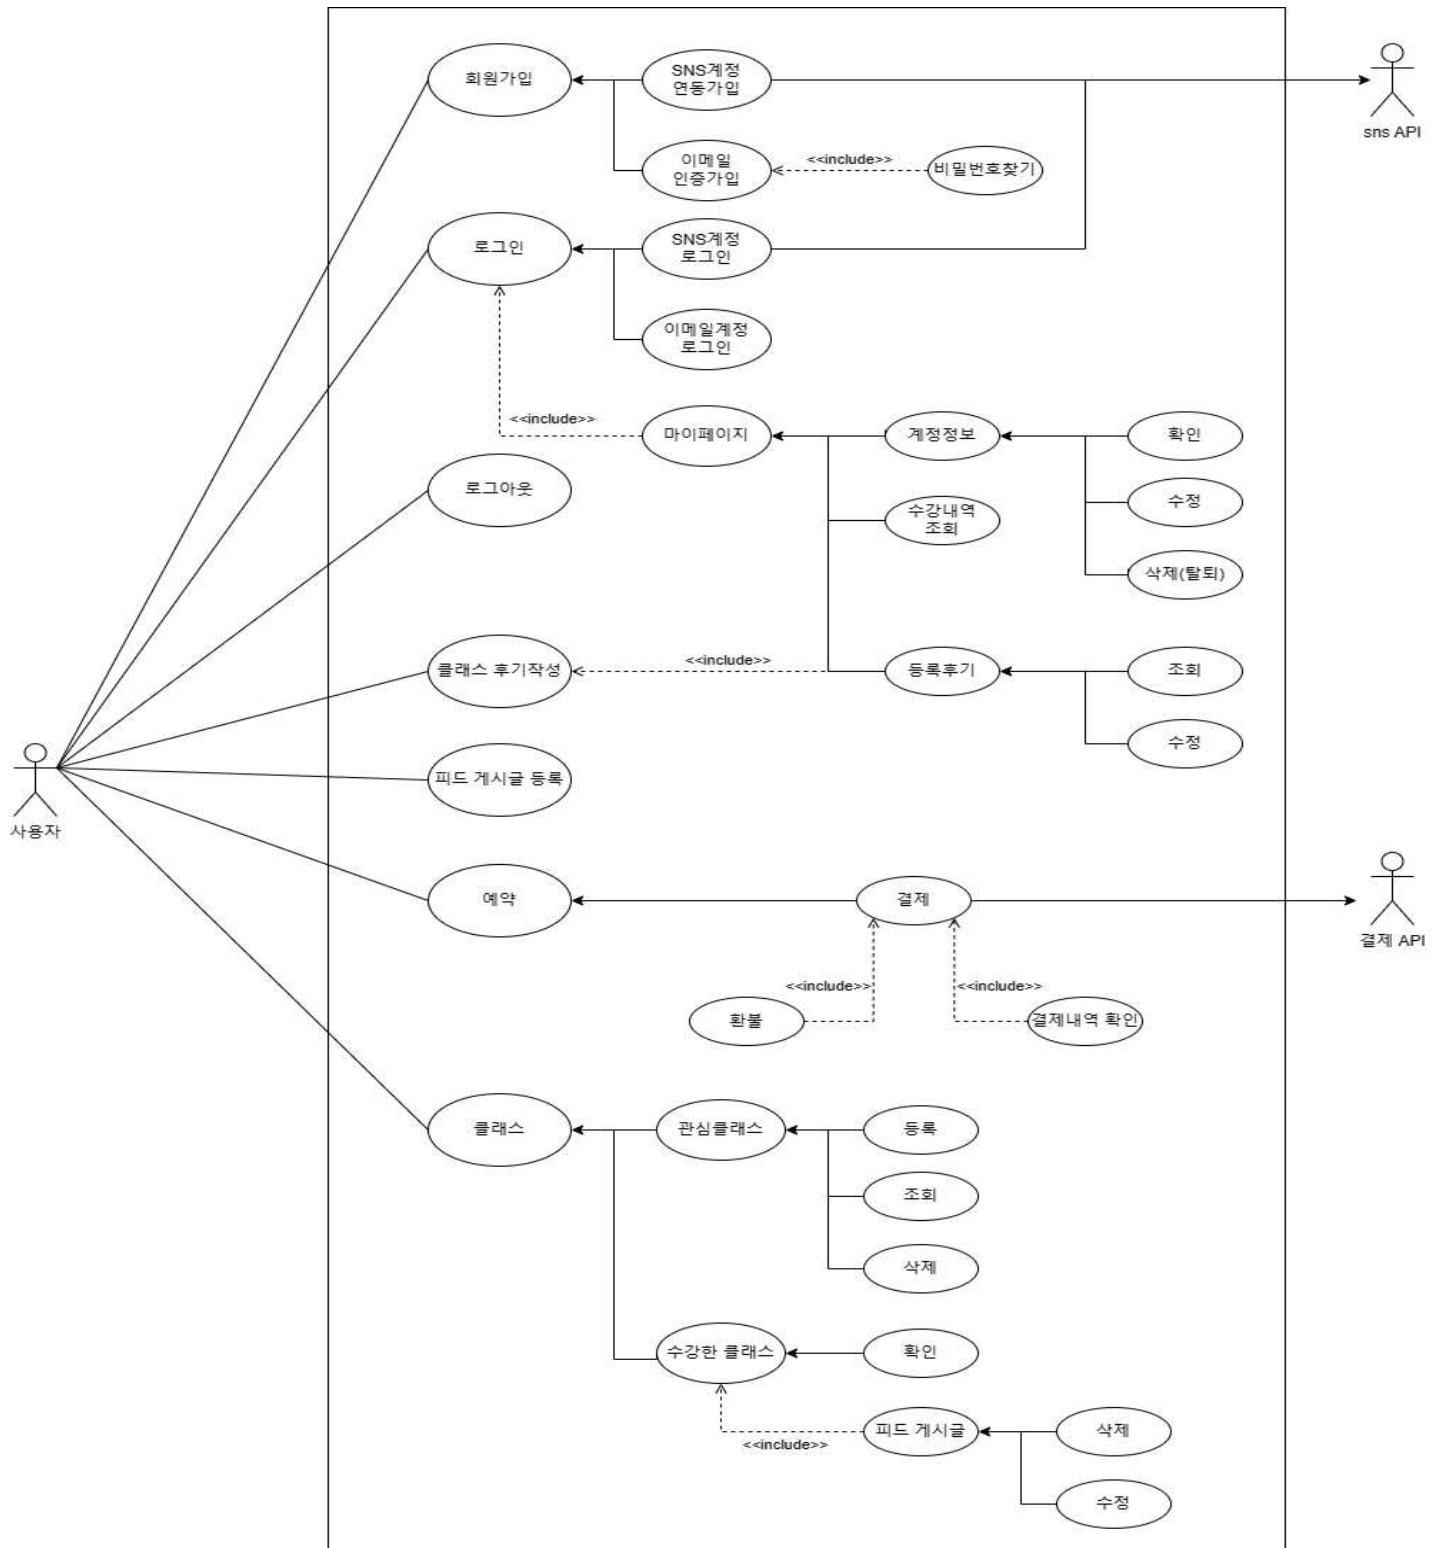 회원가입
SNS계정
연동가입
sns API
이메일
인증가입
<<include>>
비밀번호찾기
로그인
SNS계정
로그인
이메일계정
로그인
<<include>>
마이페이지
계정정보
확인
로그아웃
수강내역
조회
수정
삭제(탈퇴)
클래스 후기작성
<<include>>
등록후기
조회
수정
사용자
피드 게시글 등록
예약
결제
결제 API
<<include>>
<<include>>
환불
결제내역 확인
클래스
관심클래스
등록
조회
삭제
수강한 클래스
확인
<<include>>
피드 게시글
삭제
수정